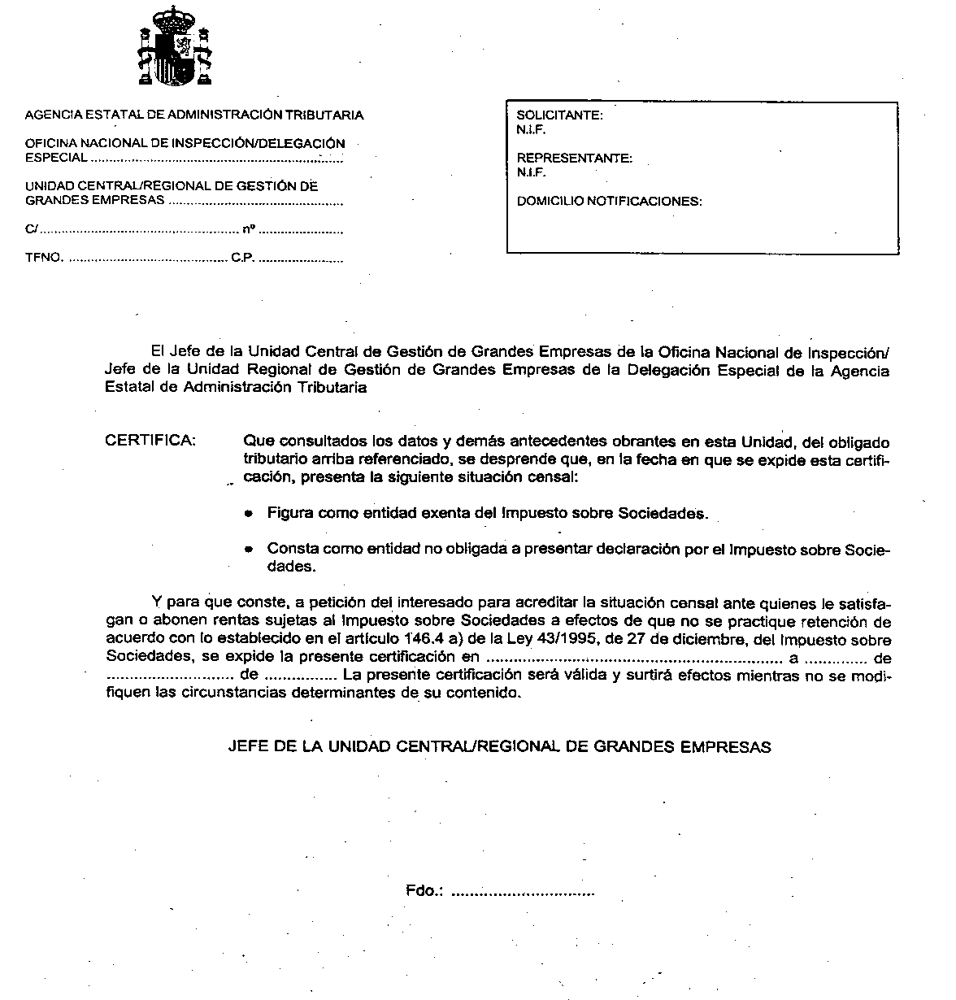 AGENCIA ESTATAL DE ADMINISTRACIÓN TRIBUTARIA
OFICINA NACIONAL DE INSPECCIÓN/DELEGACIÓN
ESPECIAL ......................................................................
UNIDAD CENTRAL/REGIONAL DE GESTIÓN DE
GRANDES EMPRESAS ................................................
C/...................................................... nº .......................
TFNO. ........................................... C.P. .......................
SOLICITANTE:
N.I.F.
REPRESENTANTE:
N.I.F.
DOMICILIO NOTIFICACIONES:
El Jefe de la Unidad Central de Gestión de Grandes Empresas de la Oficina Nacional de Inspección/
Jefe de la Unidad Regional de Gestión de Grandes Empresas de la Delegación Especial de la Agencia
Estatal de Administración Tributaria
CERTIFICA: Que consultados los datos y demás antecedentes obrantes en esta Unidad, del obligado
tributario arriba referenciado, se desprende que, en la fecha en que se expide esta certifi-
cación, presenta la siguiente situación censal:
• Figura como entidad exenta del Impuesto sobre Sociedades.
• Consta como entidad no obligada a presentar declaración por el Impuesto sobre Socie-
dades.
Y para que conste, a petición del interesado para acreditar la situación censal ante quienes le satisfa-
gan o abonen rentas sujetas al Impuesto sobre Sociedades a efectos de que no se practique retención de
acuerdo con lo establecido en el artículo 146.4 a) de la Ley 43/1995, de 27 de diciembre, del Impuesto sobre
Sociedades, se expide la presente certificación en ................................................................ a .............. de
........................... de ................ La presente certificación será válida y surtirá efectos mientras no se modi-
fiquen las circunstancias determinantes de su contenido.
JEFE DE LA UNIDAD CENTRAL/REGIONAL DE GRANDES EMPRESAS
Fdo.: ...............................